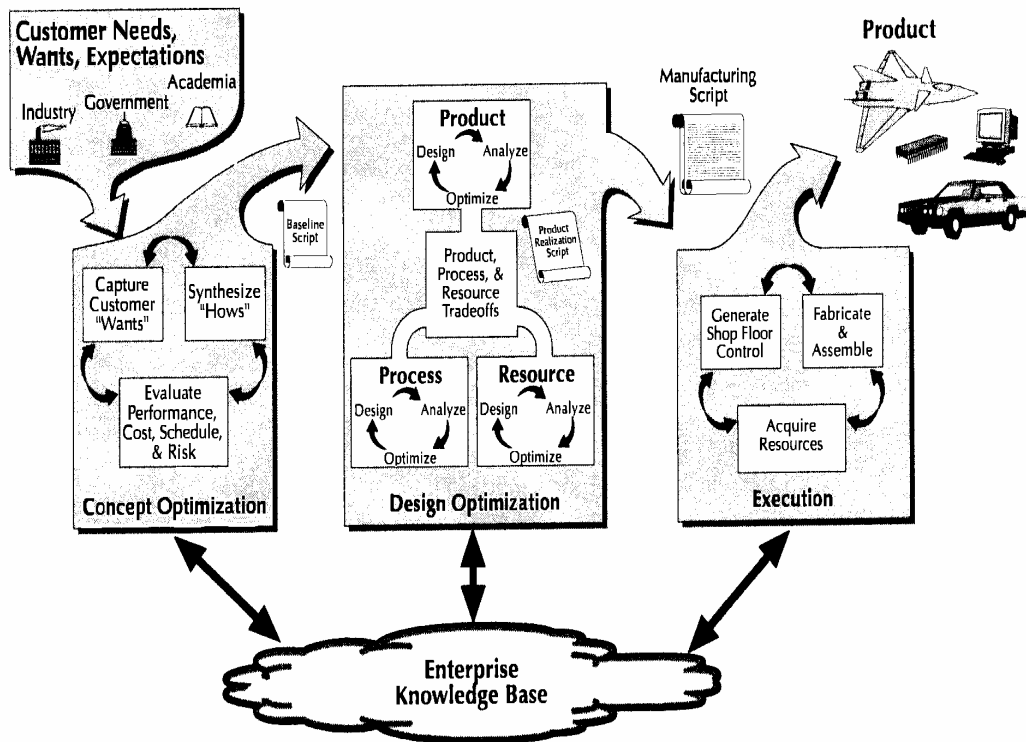 Customer Needs,
Wants, Expectations
Academia
Government
Industry
Baseline
Script
Capture
Customer
"Wants"
Synthesize
"Hows"
Evaluate
Performance,
Cost, Schedule,
& Risk
Concept Optimization
Product
Design
Analyze
Optimize
Product
Realization
Script
Product,
Process, &
Resource
Tradeoffs
Process
Design
Analyze
Optimize
Resource
Design
Analyze
Optimize
Design Optimization
Manufacturing
Script
Product
Generate
Shop Floor
Control
Fabricate
&
Assemble
Acquire
Resources
Execution
Enterprise
Knowledge Base